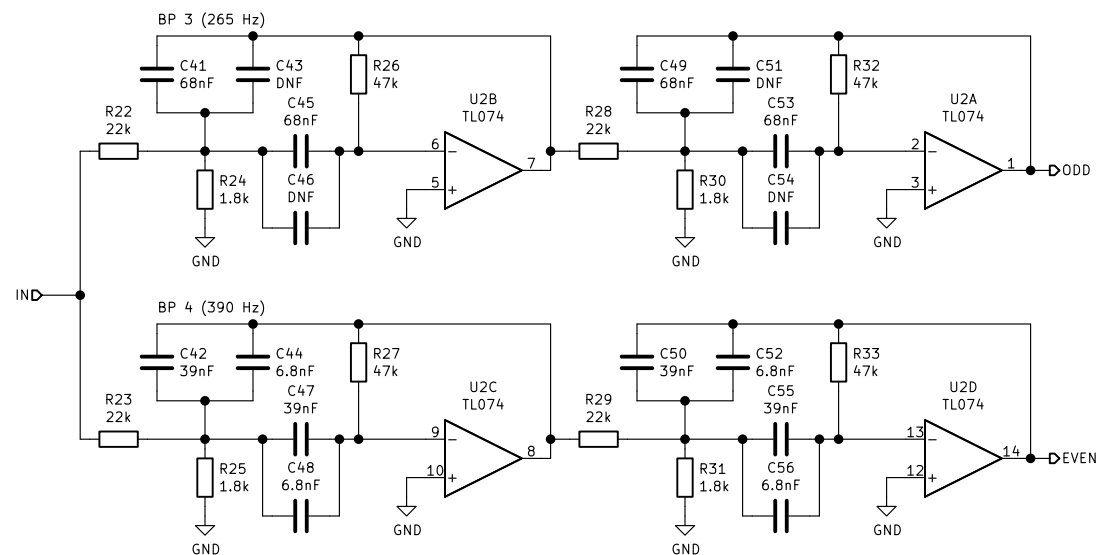 BP 3 (265 Hz)
C41
68nF
C43
DNF
R26
47k
C49
68nF
C51
DNF
R32
47k
R22
22k
C45
68nF
U2B
TL074
R28
22k
C53
68nF
U2A
TL074
6
7
5
2
1
3
ODD
R24
1.8k
C46
DNF
R30
1.8k
C54
DNF
GND
GND
GND
GND
IN
BP 4 (390 Hz)
C42
39nF
C44
6.8nF
R27
47k
C50
39nF
C52
6.8nF
R33
47k
R23
22k
C47
39nF
U2C
TL074
R29
22k
C55
39nF
U2D
TL074
9
8
10
13
14
12
EVEN
R25
1.8k
C48
6.8nF
R31
1.8k
C56
6.8nF
GND
GND
GND
GND